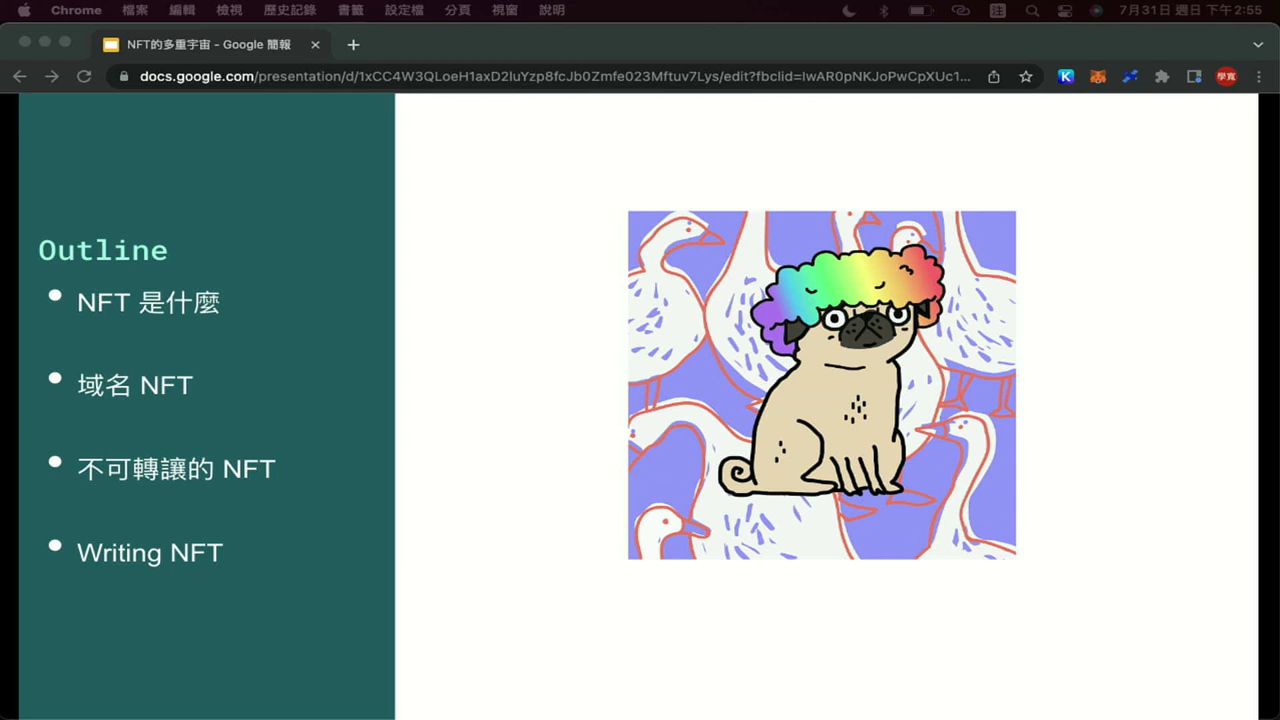 Chrome 檔案 編輯 檢視 歷史記錄 書籤 設定檔 分頁 視窗 說明 注 7月31日 週日 下午2:55
NFT的多重宇宙 - Google 簡報
docs.google.com/presentation/d/1xCC4W3QLoeH1axD2luYzp8fcJb0Zmfe023Mftuv7Lys/edit?fbclid=IwAR0pNKJoPwCpXUc1... K 學寬
Outline
NFT 是什麼
域名 NFT
不可轉讓的 NFT
Writing NFT